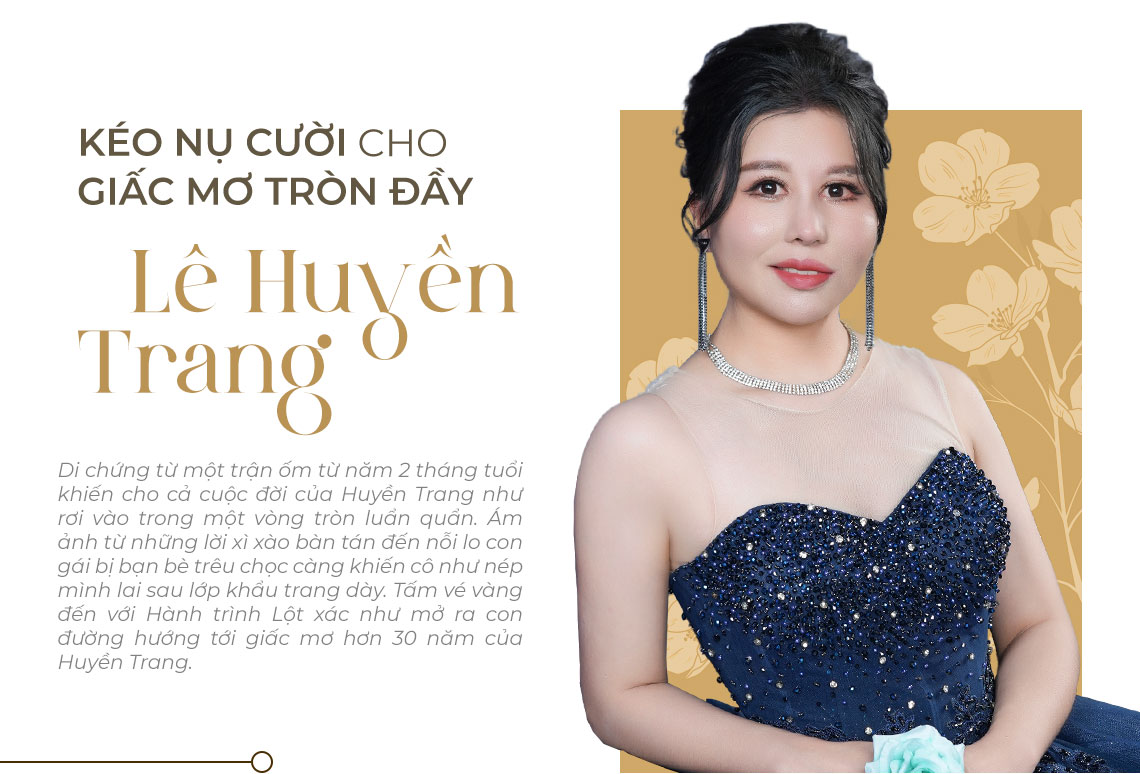 KÉO NỤ CƯỜI CHO
GIẤC MƠ TRÒN ĐẦY
Lê Huyền
Trang
Di chứng từ một trận ốm từ năm 2 tháng tuổi
khiến cho cả cuộc đời của Huyền Trang như
rơi vào trong một vòng tròn luẩn quẩn. Ám
ảnh từ những lời xì xào bàn tán đến nỗi lo con
gái bị bạn bè trêu chọc càng khiến cô như nép
mình lai sau lớp khẩu trang dày. Tấm vé vàng
đến với Hành trình Lột xác như mở ra con
đường hướng tới giấc mơ hơn 30 năm của
Huyền Trang.